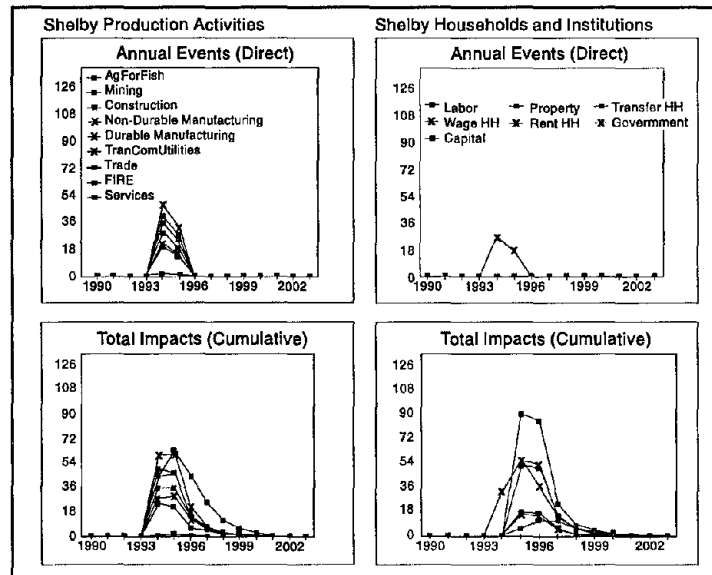 Shelby Production Activities
Annual Events (Direct)
126
108
90
72
54
36
18
0
AgForFish
Mining
Construction
Non-Durable Manufacturing
Durable Manufacturing
TranComUtilities
Trade
FIRE
Services
1990 1993 1996 1999 2002
Shelby Households and Institutions
Annual Events (Direct)
126
108
90
72
54
36
18
0
Labor Property Transfer HH
Wage HH Rent HH Government
Capital
1990 1993 1996 1999 2002
Total Impacts (Cumulative)
126
108
90
72
54
36
18
0
1990 1993 1996 1999 2002
Total Impacts (Cumulative)
126
108
90
72
54
36
18
0
1990 1993 1996 1999 2002